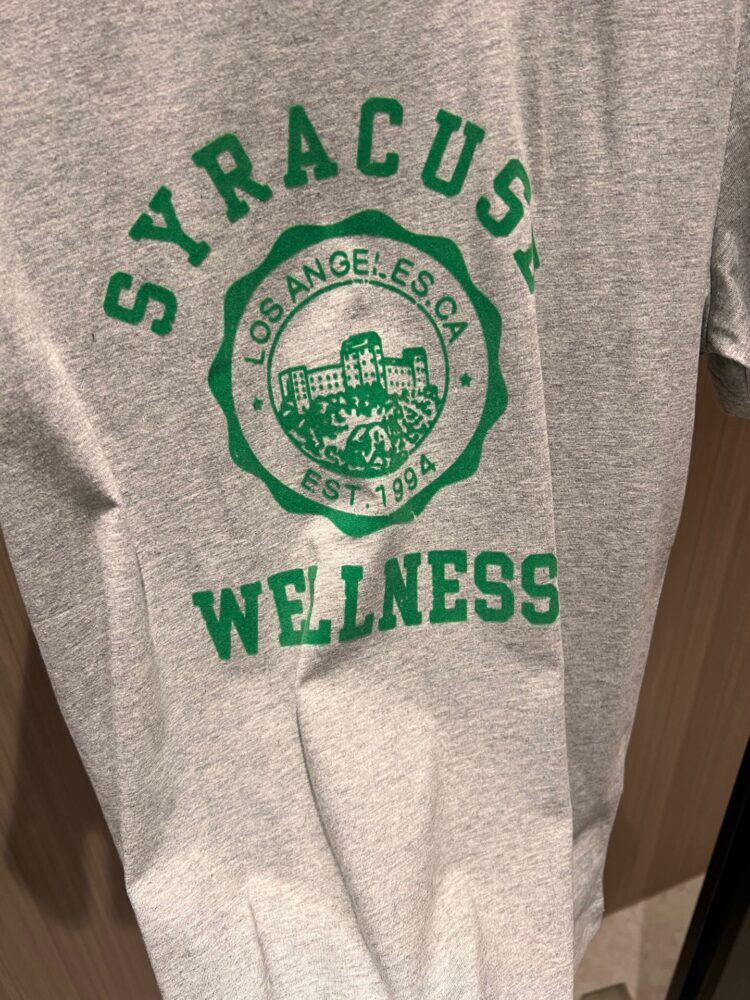 SYRACUSE
LOS ANGELES, CA
EST. 1994
WELLNESS